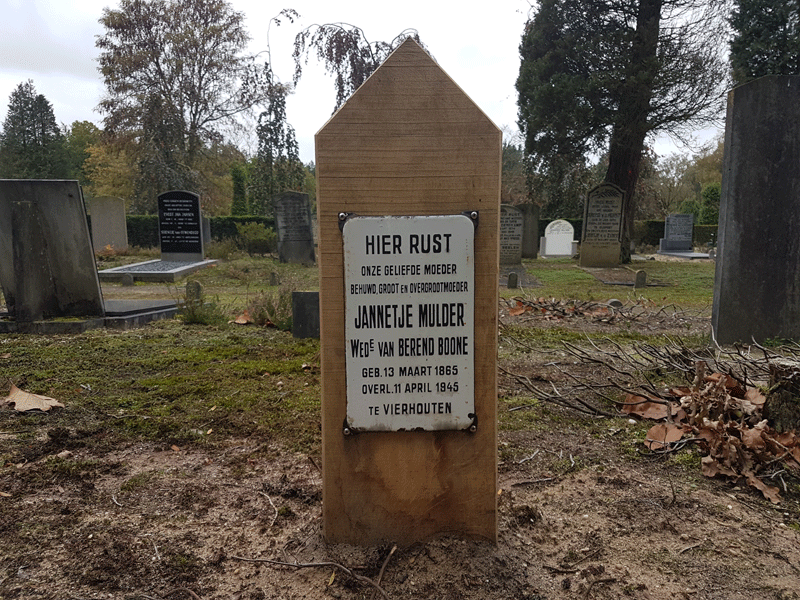 HIER RUST
ONZE GELIEFDE MOEDER
BEHUWD, GROOT EN OVERGROOTMOEDER
JANNETJE MULDER
WEDE VAN BEREND BOONE
GEB. 13 MAART 1865
OVERL. 11 APRIL 1945
TE VIERHOUTEN